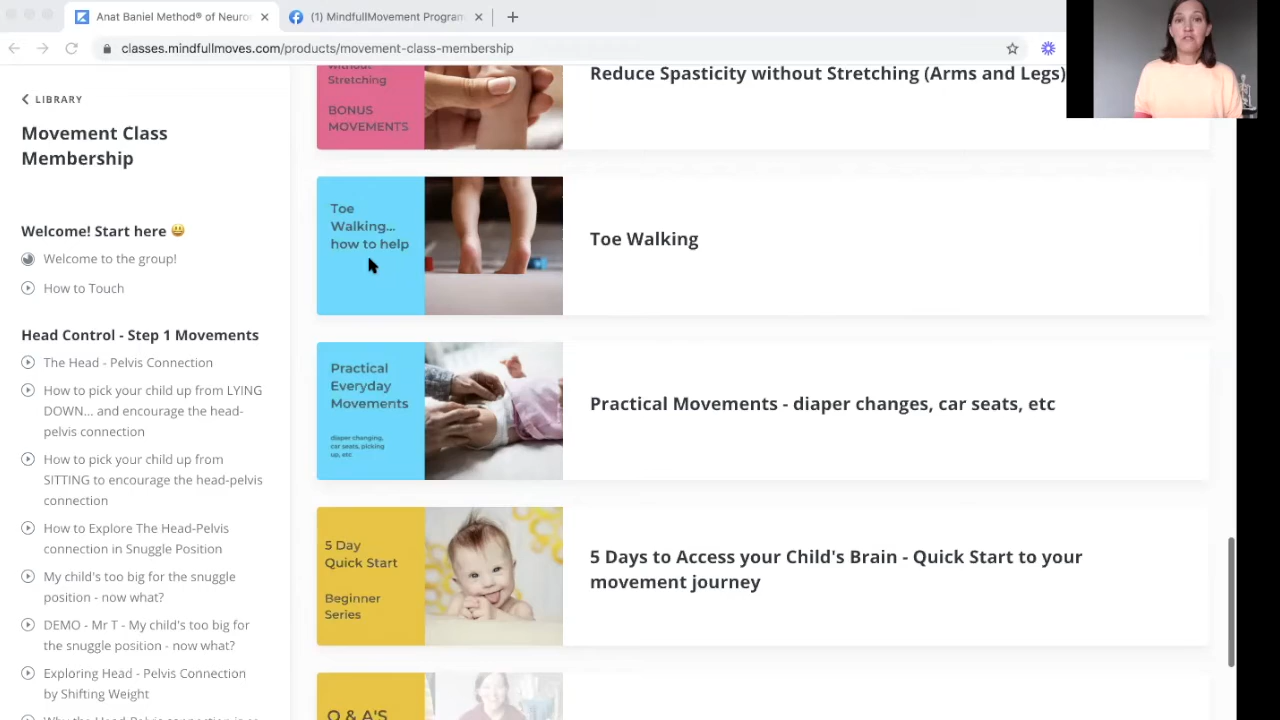 Anat Baniel Method® of Neuro
(1) MindfullMovement Program
classes.mindfullmoves.com/products/movement-class-membership
LIBRARY
Movement Class
Membership
Welcome! Start here 😃
Welcome to the group!
How to Touch
Head Control - Step 1 Movements
The Head - Pelvis Connection
How to pick your child up from LYING
DOWN... and encourage the head-
pelvis connection
How to pick your child up from
SITTING to encourage the head-pelvis
connection
How to Explore The Head-Pelvis
connection in Snuggle Position
My child's too big for the snuggle
position - now what?
DEMO - Mr T - My child's too big for
the snuggle position - now what?
Exploring Head - Pelvis Connection
by Shifting Weight
without
Stretching
BONUS
MOVEMENTS
Reduce Spasticity without Stretching (Arms and Legs)
Toe
Walking...
how to help
Toe Walking
Practical
Everyday
Movements
diaper changing,
car seats, picking
up, etc
Practical Movements - diaper changes, car seats, etc
5 Day
Quick Start
Beginner
Series
5 Days to Access your Child's Brain - Quick Start to your
movement journey
Q & A'S